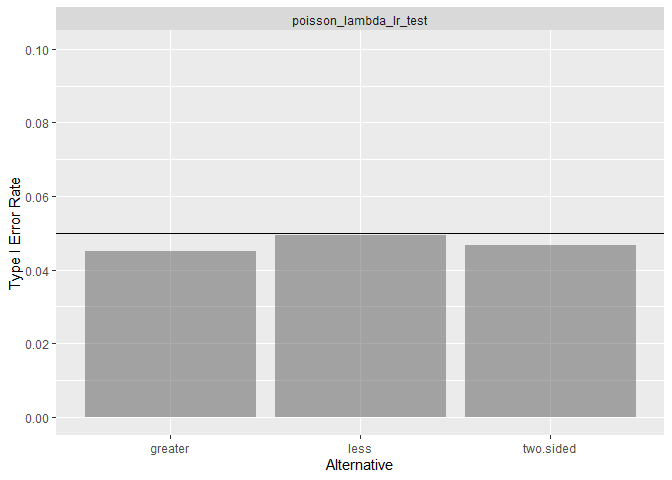 poisson_lambda_lr_test
0.10
0.08
0.06
0.04
0.02
0.00
Type I Error Rate
greater less two.sided
Alternative